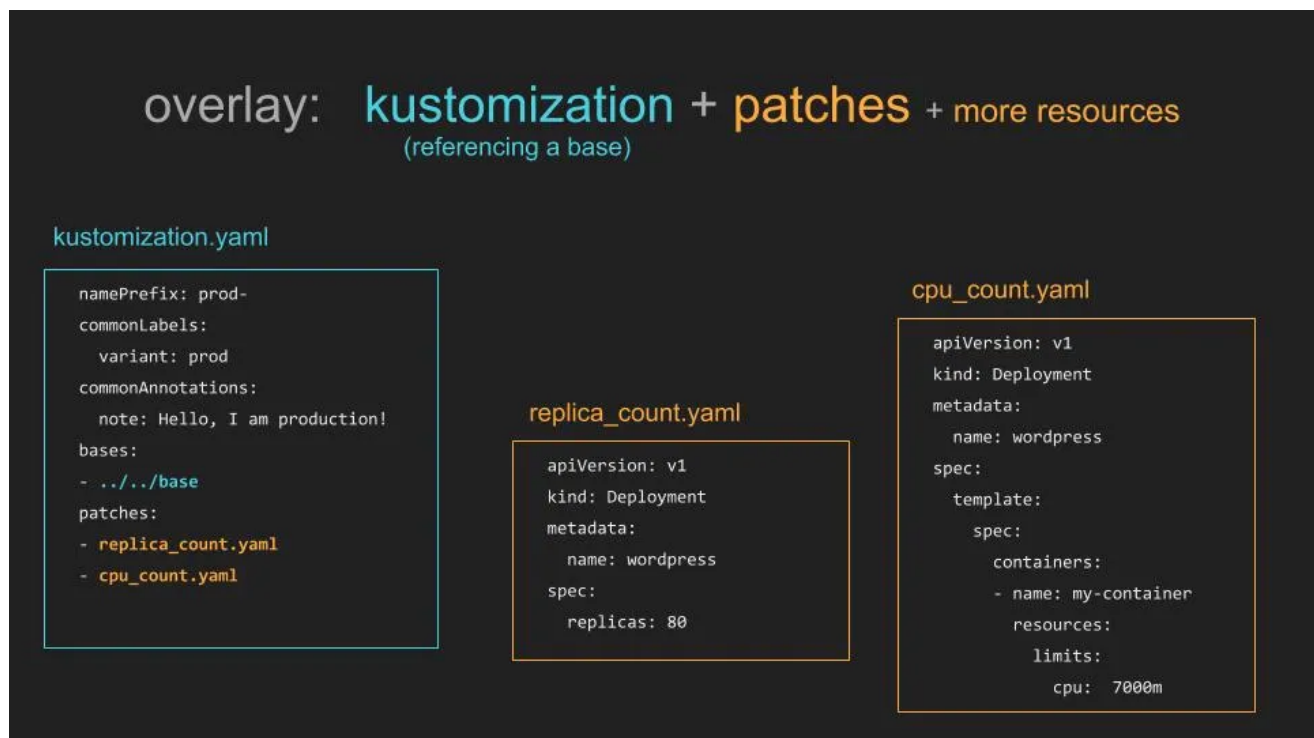 overlay: kustomization + patches + more resources
(referencing a base)
kustomization.yaml
namePrefix: prod-
commonLabels:
  variant: prod
commonAnnotations:
  note: Hello, I am production!
bases:
- ../../base
patches:
- replica_count.yaml
- cpu_count.yaml
replica_count.yaml
apiVersion: v1
kind: Deployment
metadata:
  name: wordpress
spec:
  replicas: 80
cpu_count.yaml
apiVersion: v1
kind: Deployment
metadata:
  name: wordpress
spec:
  template:
    spec:
      containers:
      - name: my-container
        resources:
          limits:
            cpu:  7000m